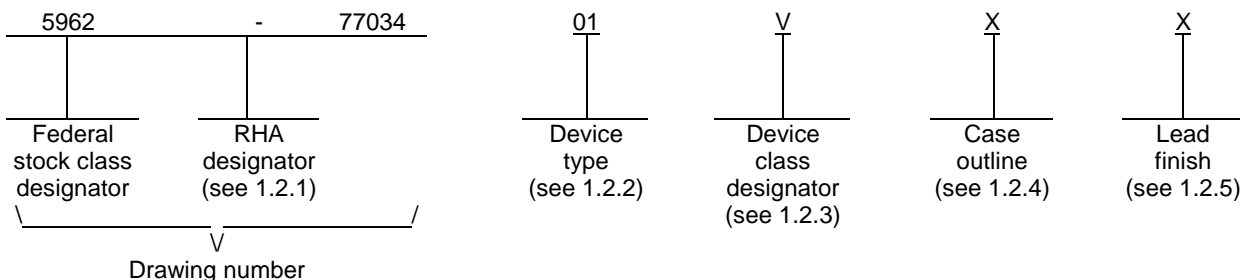 5962 - 77034 01 V X X
Federal stock class designator
RHA designator (see 1.2.1)
Device type (see 1.2.2)
Device class designator (see 1.2.3)
Case outline (see 1.2.4)
Lead finish (see 1.2.5)
\ /
\/
Drawing number